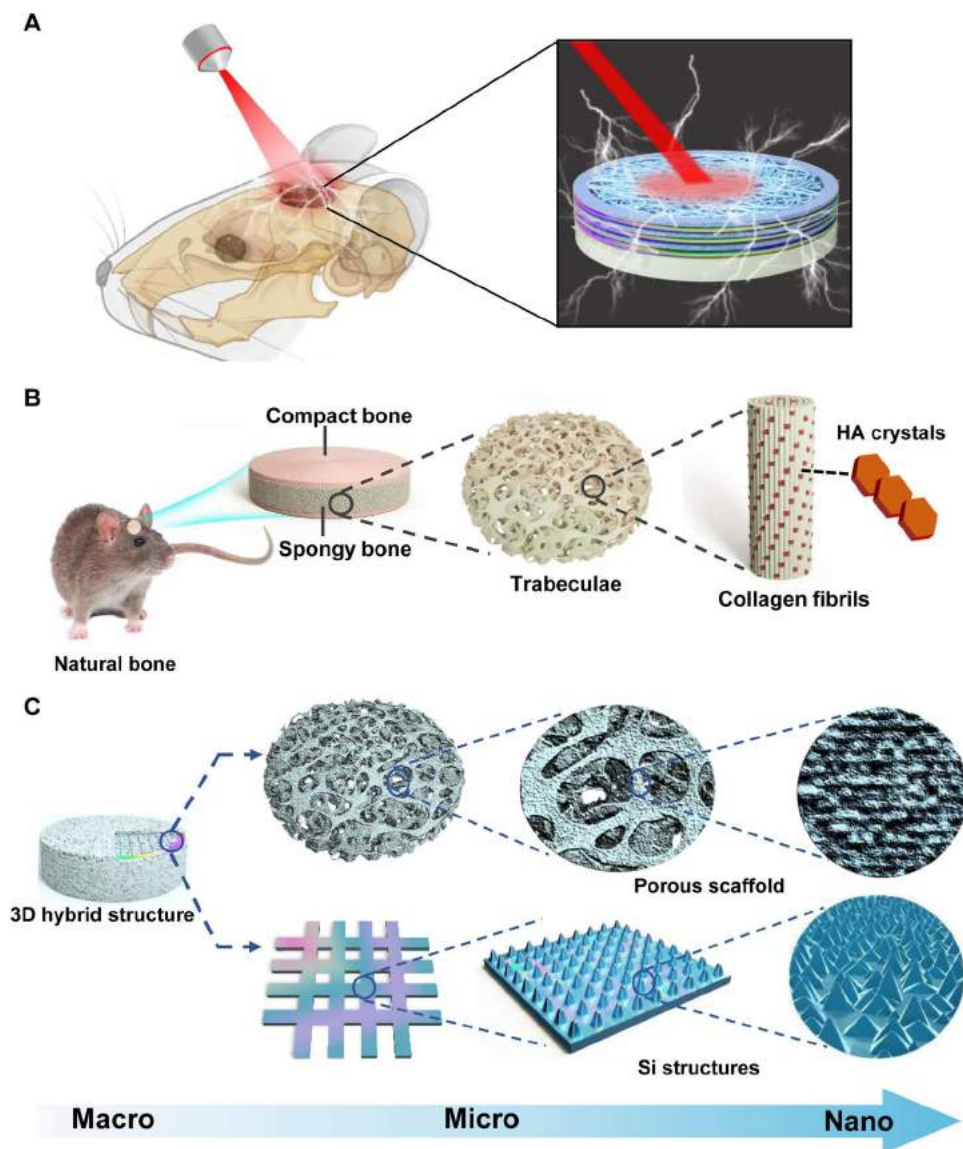 A
B
Compact bone
HA crystals
Spongy bone
Trabeculae
Collagen fibrils
Natural bone
C
Porous scaffold
3D hybrid structure
Si structures
Macro
Micro
Nano